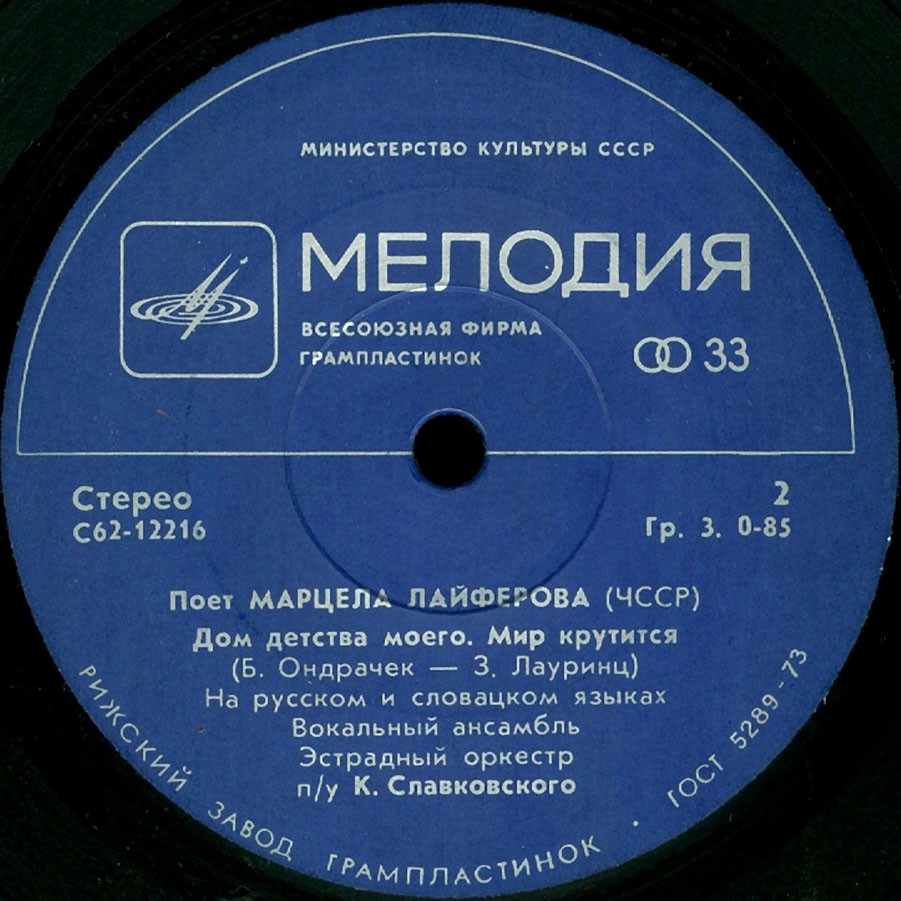 МИНИСТЕРСТВО КУЛЬТУРЫ СССР
МЕЛОДИЯ
ВСЕСОЮЗНАЯ ФИРМА
ГРАМПЛАСТИНОК
33
Стерео
С62-12216
2
Гр. 3. 0-85
Поет МАРЦЕЛА ЛАЙФЕРОВА (ЧССР)
Дом детства моего. Мир крутится
(Б. Ондрачек — З. Лауринц)
На русском и словацком языках
Вокальный ансамбль
Эстрадный оркестр
п/у К. Славковского
РИЖСКИЙ ЗАВОД ГРАМПЛАСТИНОК • ГОСТ 5289-73